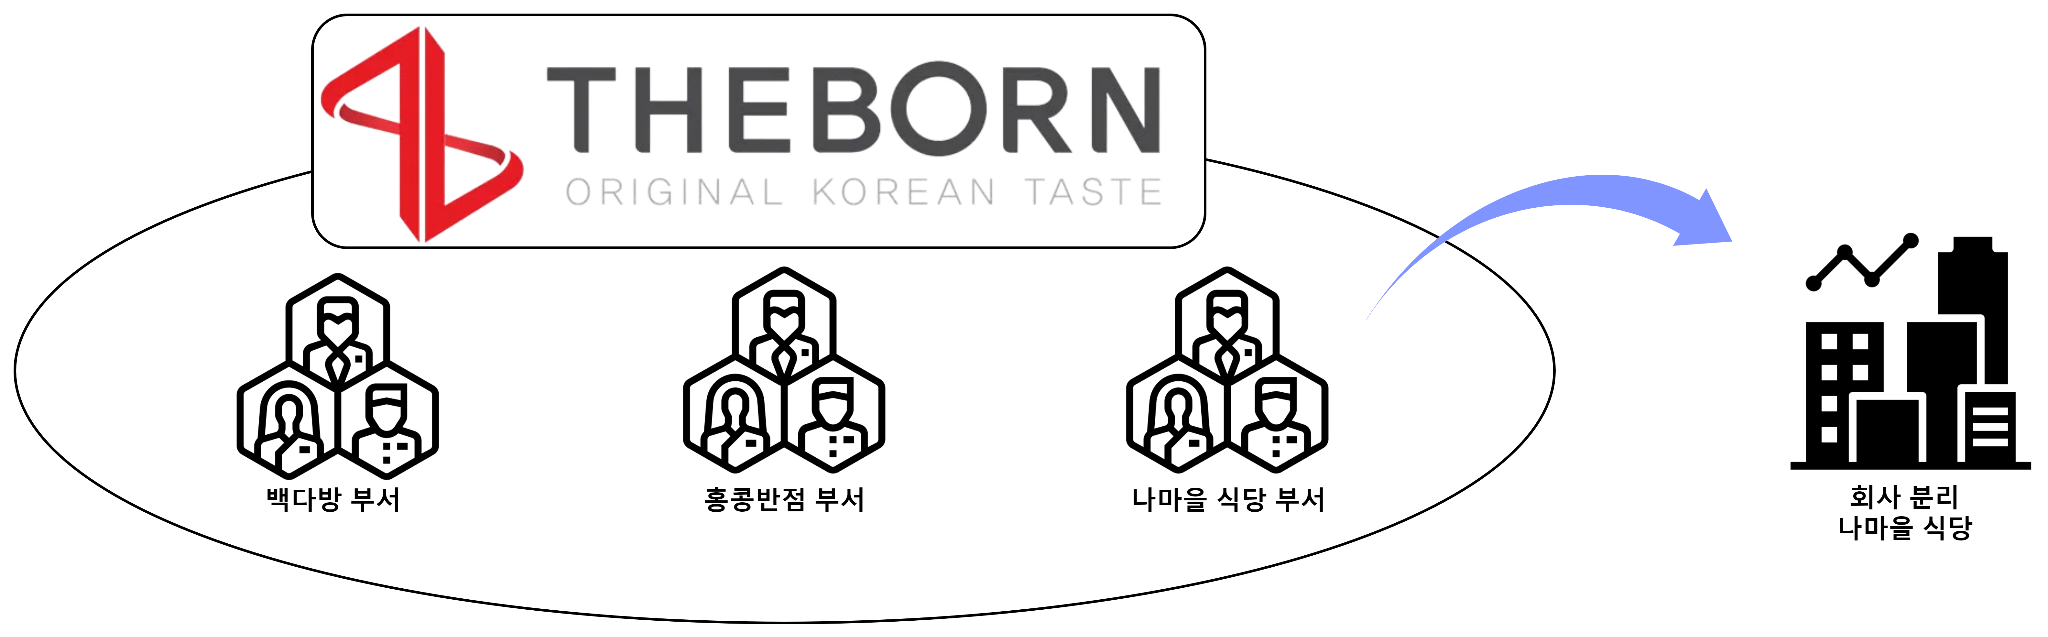 THEBORN
ORIGINAL KOREAN TASTE
백다방 부서
홍콩반점 부서
나마을 식당 부서
회사 분리
나마을 식당